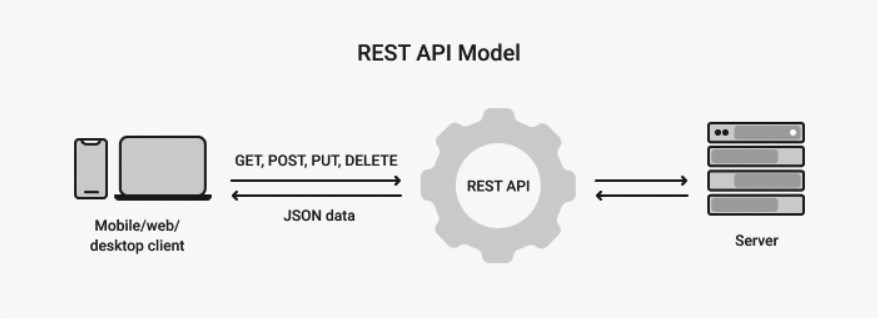 REST API Model
GET, POST, PUT, DELETE
REST API
JSON data
Mobile/web/
desktop client
Server